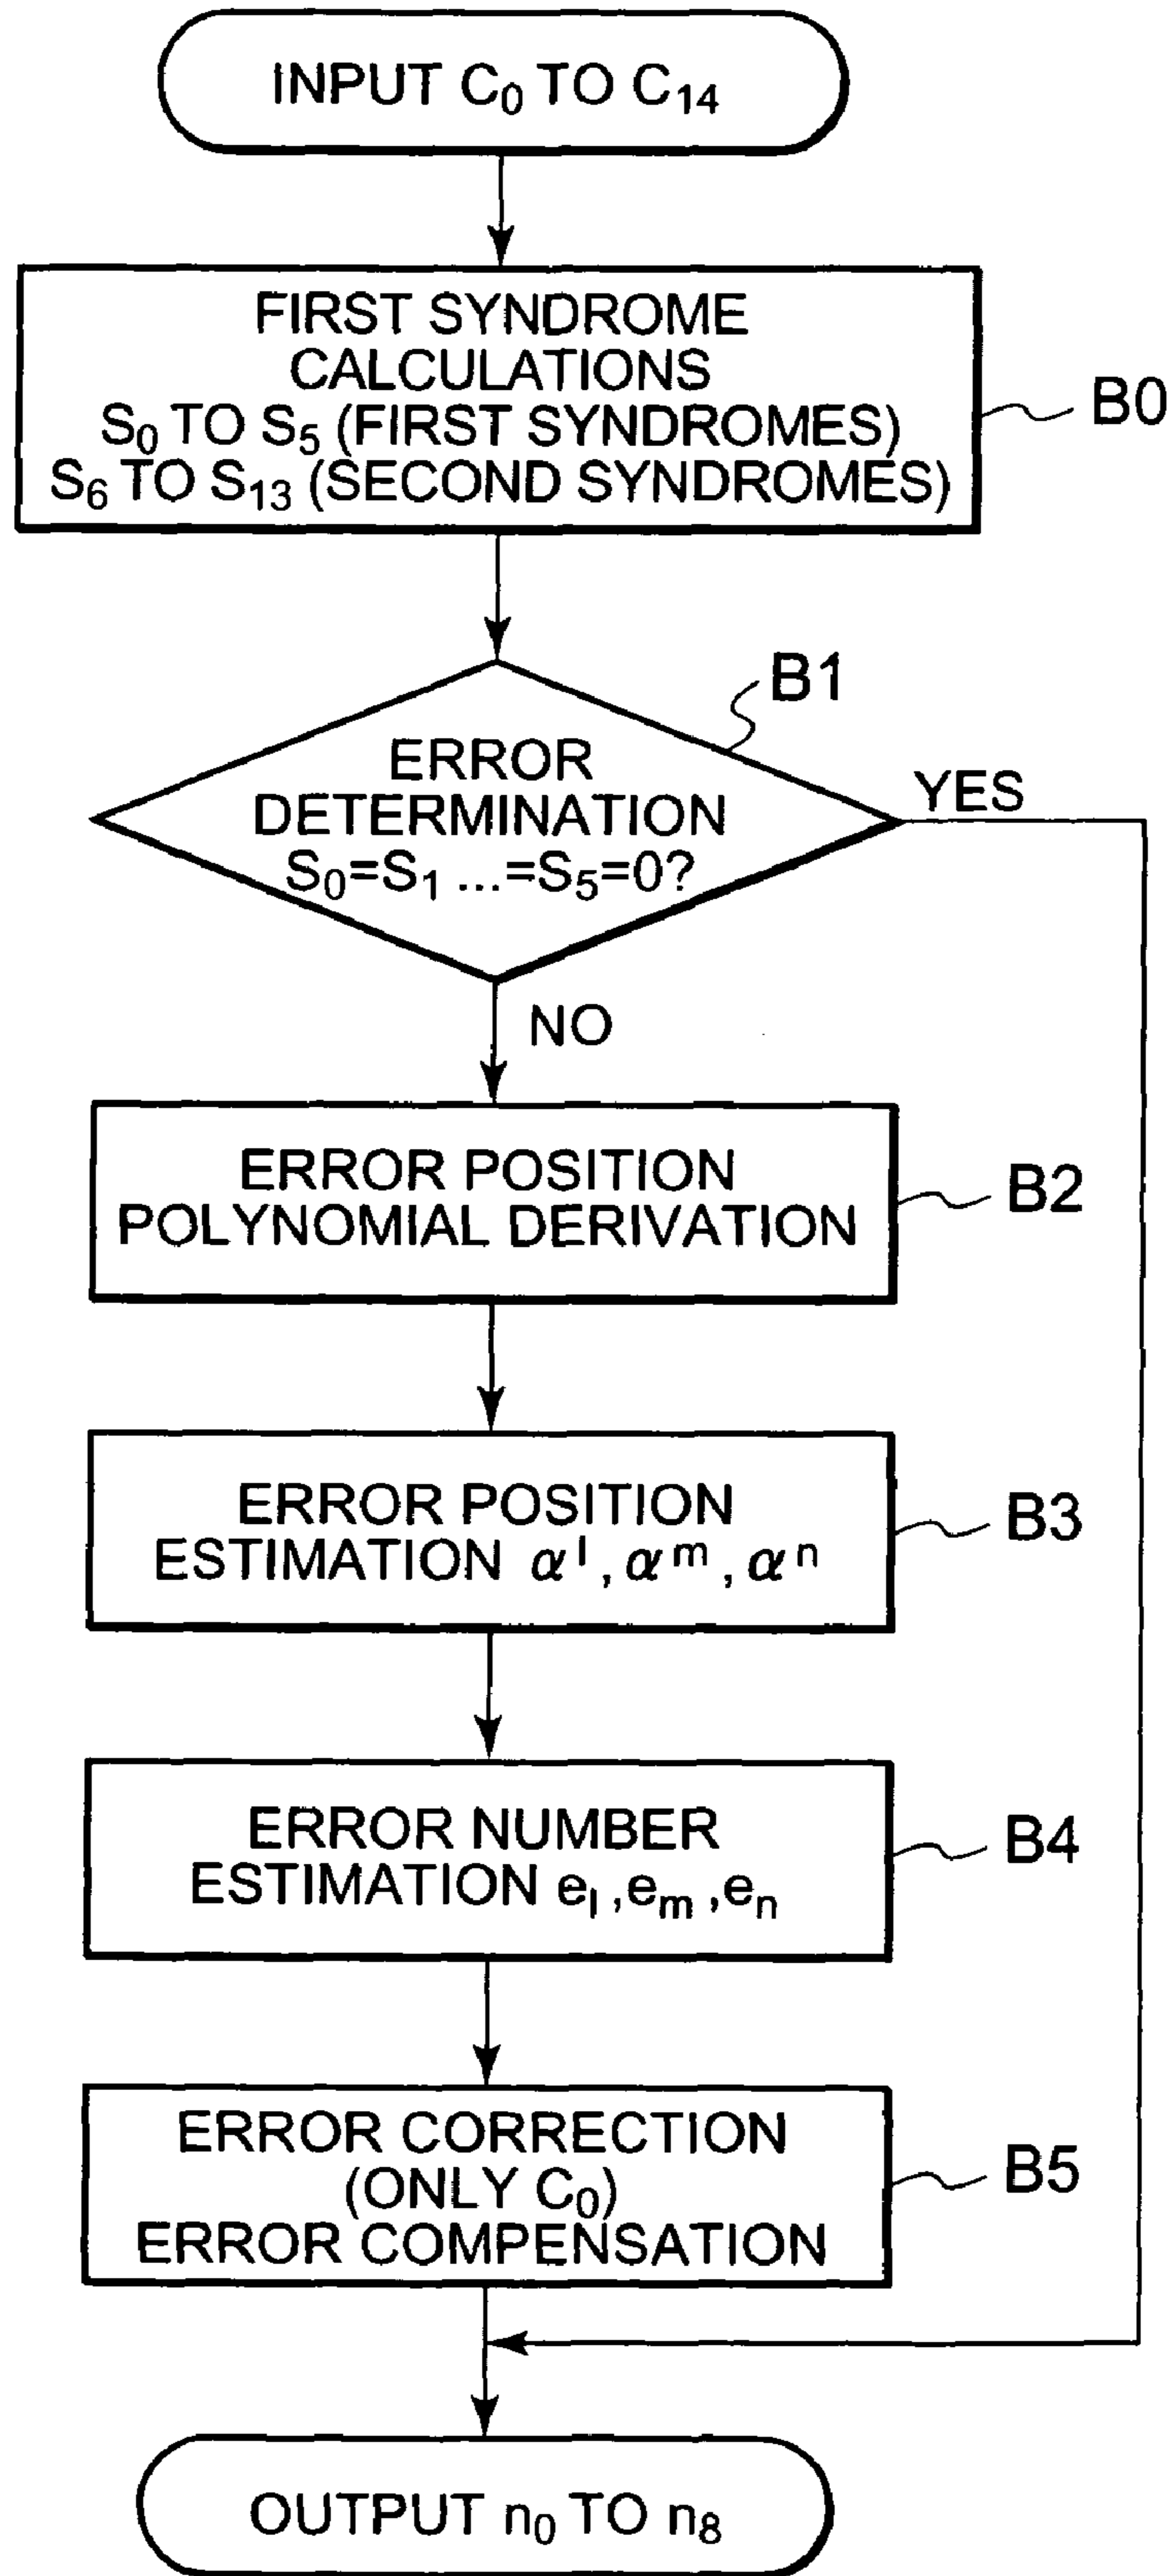 INPUT C₀ TO C₁₄
FIRST SYNDROME
CALCULATIONS
S₀ TO S₅ (FIRST SYNDROMES)
S₆ TO S₁₃ (SECOND SYNDROMES)
B0
B1
ERROR
DETERMINATION
S₀=S₁ ...=S₅=0?
YES
NO
ERROR POSITION
POLYNOMIAL DERIVATION
B2
ERROR POSITION
ESTIMATION αˡ, αᵐ, αⁿ
B3
ERROR NUMBER
ESTIMATION eₗ, eₘ, eₙ
B4
ERROR CORRECTION
(ONLY C₀)
ERROR COMPENSATION
B5
OUTPUT n₀ TO n₈